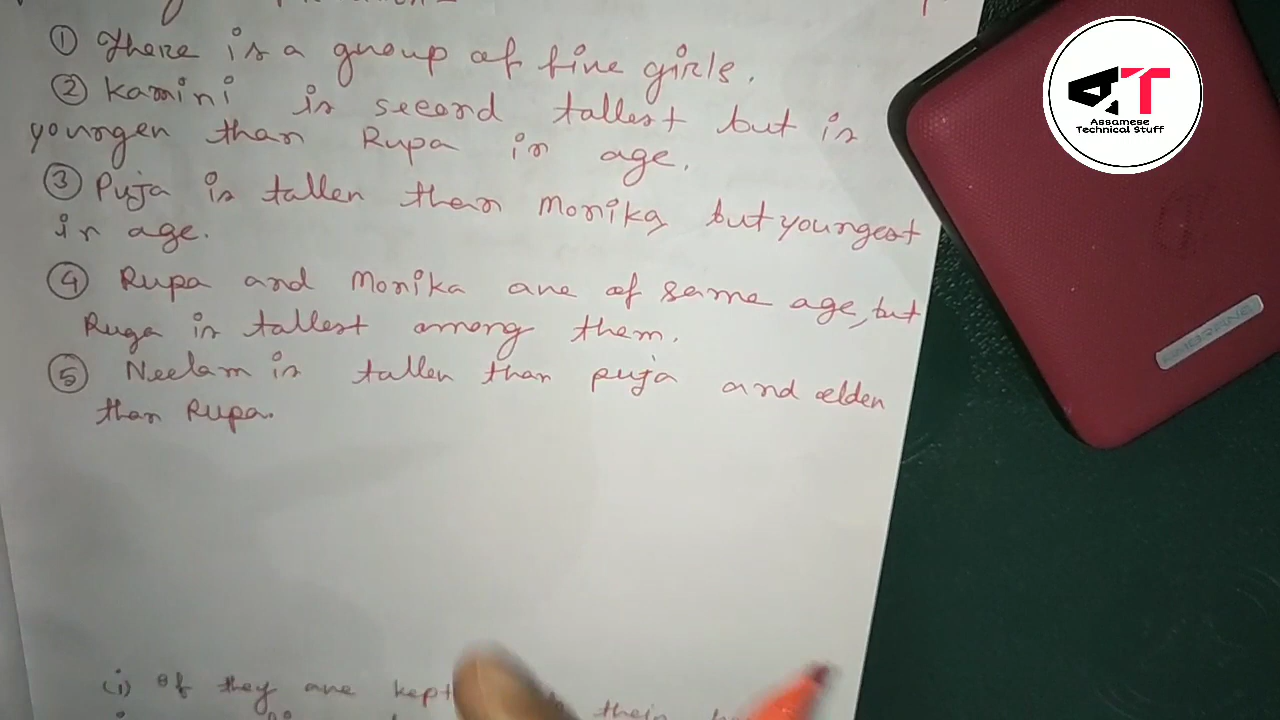 ① There is a group of five girls.
② Kamini is second tallest but is
younger than Rupa in age.
③ Puja is taller than Monika, but youngest
in age.
④ Rupa and Monika are of same age, but
Rupa is tallest among them.
⑤ Neelam is taller than puja and elder
than Rupa.
(i) If they are kept their
AT
Assamese
Technical Stuff